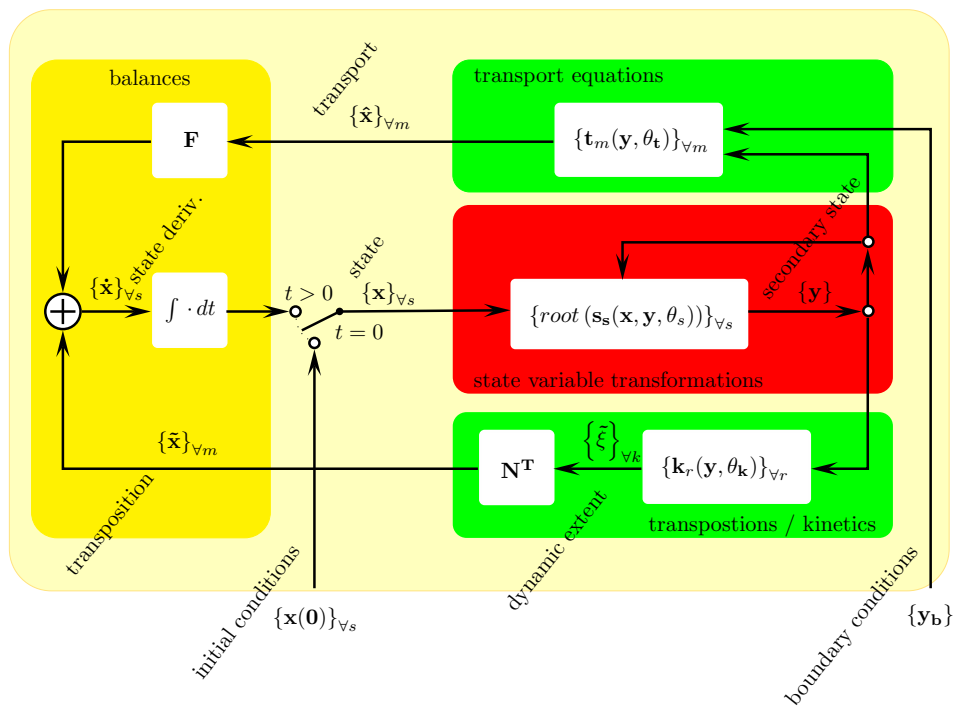 balances
transport
transport equations
{x̂}∀m
F
{t_m(y, θ_t)}∀m
state deriv.
{ẋ}∀s
∫ · dt
t > 0
t = 0
state
{x}∀s
{root (s_s(x, y, θ_s))}∀s
secondary state
{y}
state variable transformations
{x̃}∀m
N^T
{ξ̃}∀k
{k_r(y, θ_k)}∀r
transpostions / kinetics
transposition
initial conditions
{x(0)}∀s
dynamic extent
boundary conditions
{y_b}